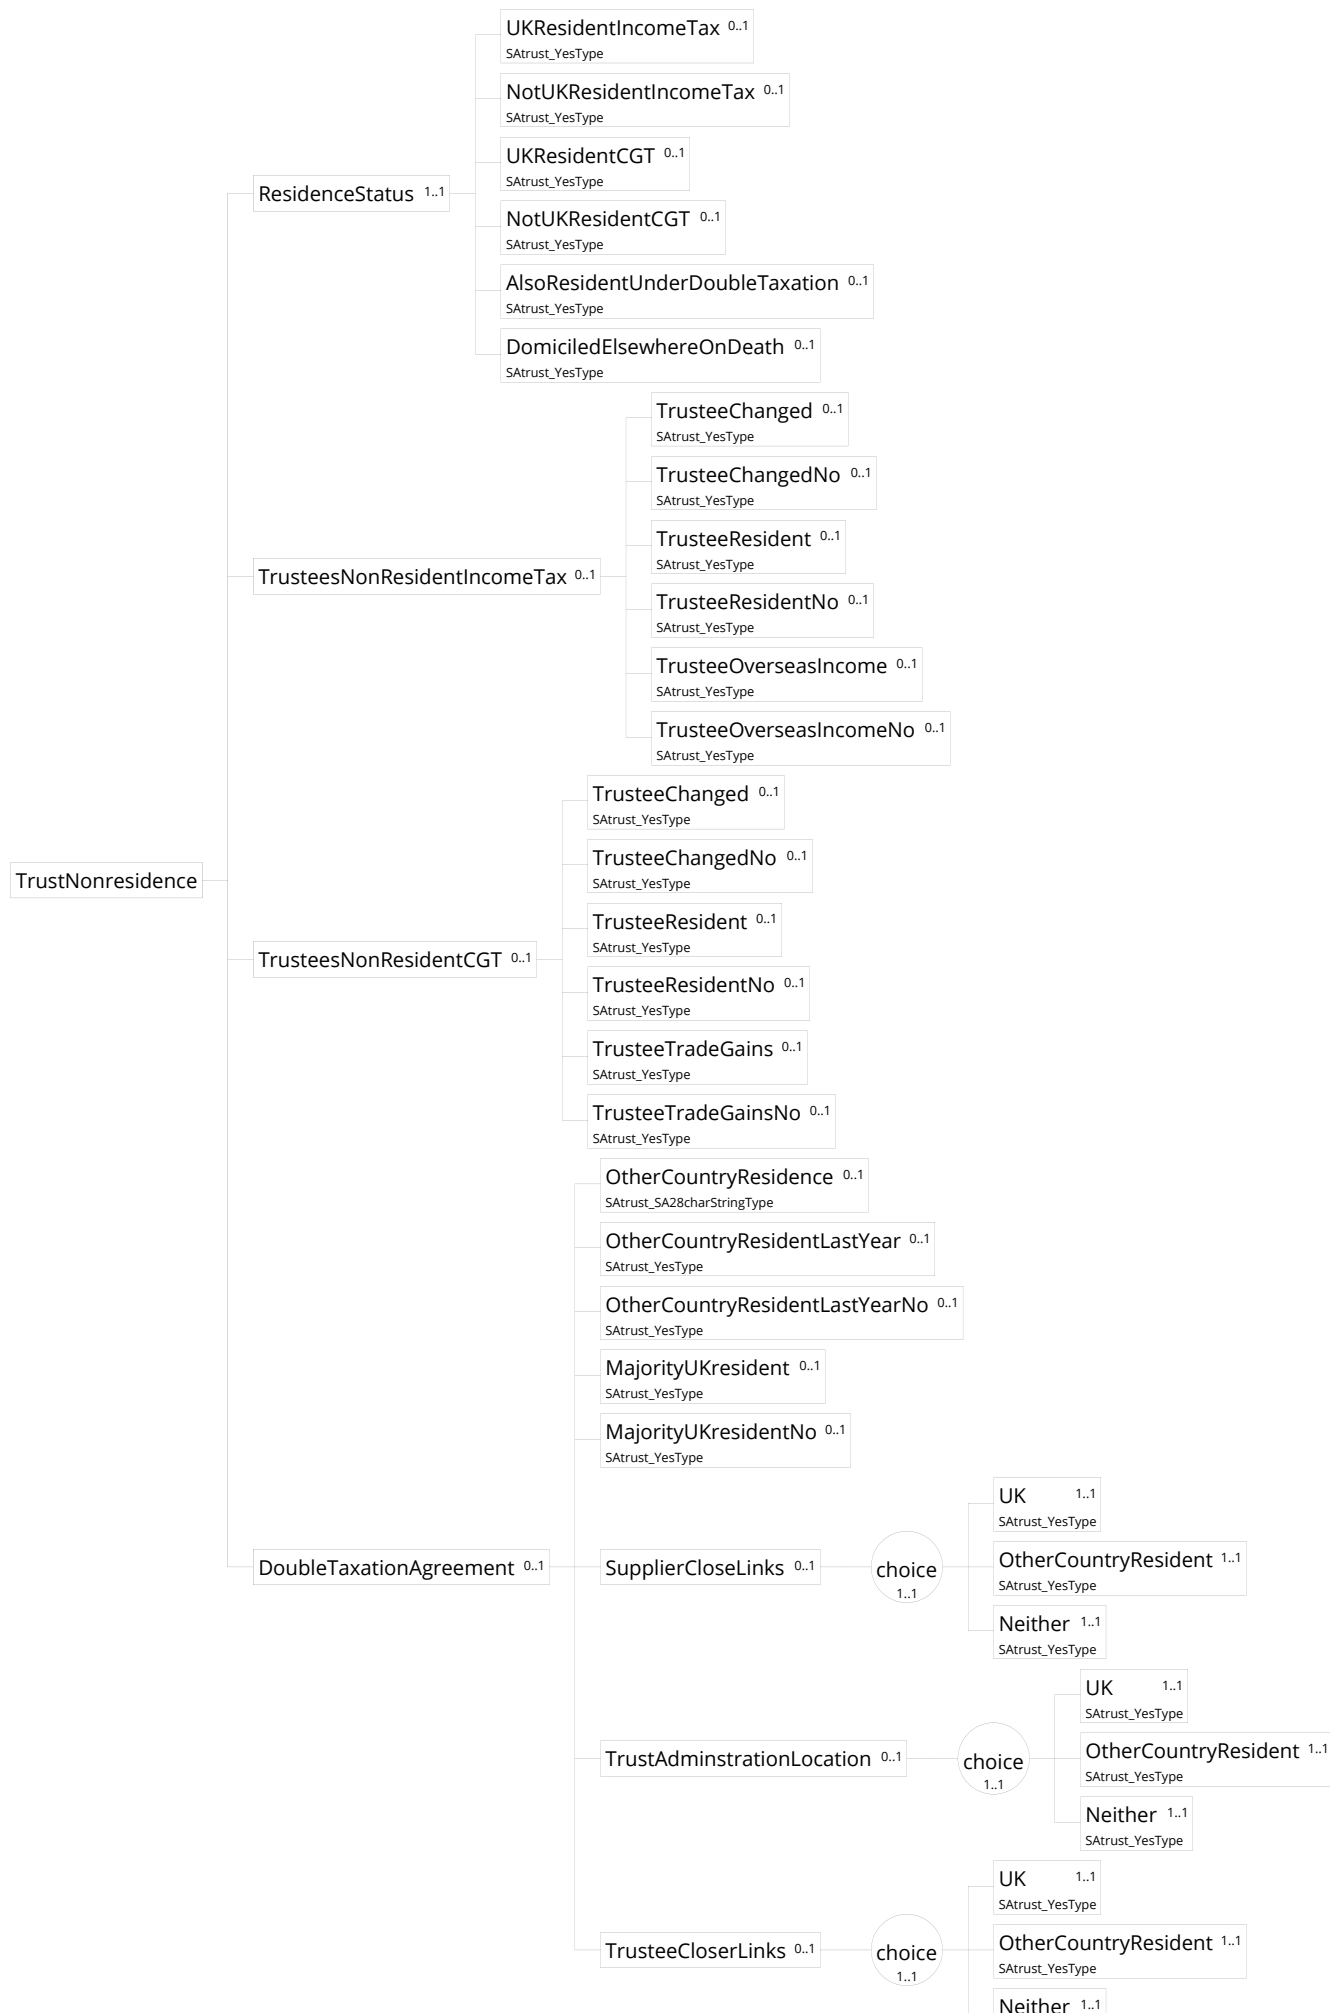 UKResidentIncomeTax 0..1
SAtrust_YesType
NotUKResidentIncomeTax 0..1
SAtrust_YesType
UKResidentCGT 0..1
SAtrust_YesType
ResidenceStatus 1..1
NotUKResidentCGT 0..1
SAtrust_YesType
AlsoResidentUnderDoubleTaxation 0..1
SAtrust_YesType
DomiciledElsewhereOnDeath 0..1
SAtrust_YesType
TrusteeChanged 0..1
SAtrust_YesType
TrusteeChangedNo 0..1
SAtrust_YesType
TrusteeResident 0..1
SAtrust_YesType
TrusteesNonResidentIncomeTax 0..1
TrusteeResidentNo 0..1
SAtrust_YesType
TrusteeOverseasIncome 0..1
SAtrust_YesType
TrusteeOverseasIncomeNo 0..1
SAtrust_YesType
TrusteeChanged 0..1
SAtrust_YesType
TrusteeChangedNo 0..1
SAtrust_YesType
TrustNonresidence
TrusteeResident 0..1
SAtrust_YesType
TrusteesNonResidentCGT 0..1
TrusteeResidentNo 0..1
SAtrust_YesType
TrusteeTradeGains 0..1
SAtrust_YesType
TrusteeTradeGainsNo 0..1
SAtrust_YesType
OtherCountryResidence 0..1
SAtrust_SA28charStringType
OtherCountryResidentLastYear 0..1
SAtrust_YesType
OtherCountryResidentLastYearNo 0..1
SAtrust_YesType
MajorityUKresident 0..1
SAtrust_YesType
MajorityUKresidentNo 0..1
SAtrust_YesType
DoubleTaxationAgreement 0..1
SupplierCloseLinks 0..1
choice
1..1
UK 1..1
SAtrust_YesType
OtherCountryResident 1..1
SAtrust_YesType
Neither 1..1
SAtrust_YesType
TrustAdminstrationLocation 0..1
choice
1..1
UK 1..1
SAtrust_YesType
OtherCountryResident 1..1
SAtrust_YesType
Neither 1..1
SAtrust_YesType
TrusteeCloserLinks 0..1
choice
1..1
UK 1..1
SAtrust_YesType
OtherCountryResident 1..1
SAtrust_YesType
Neither 1..1